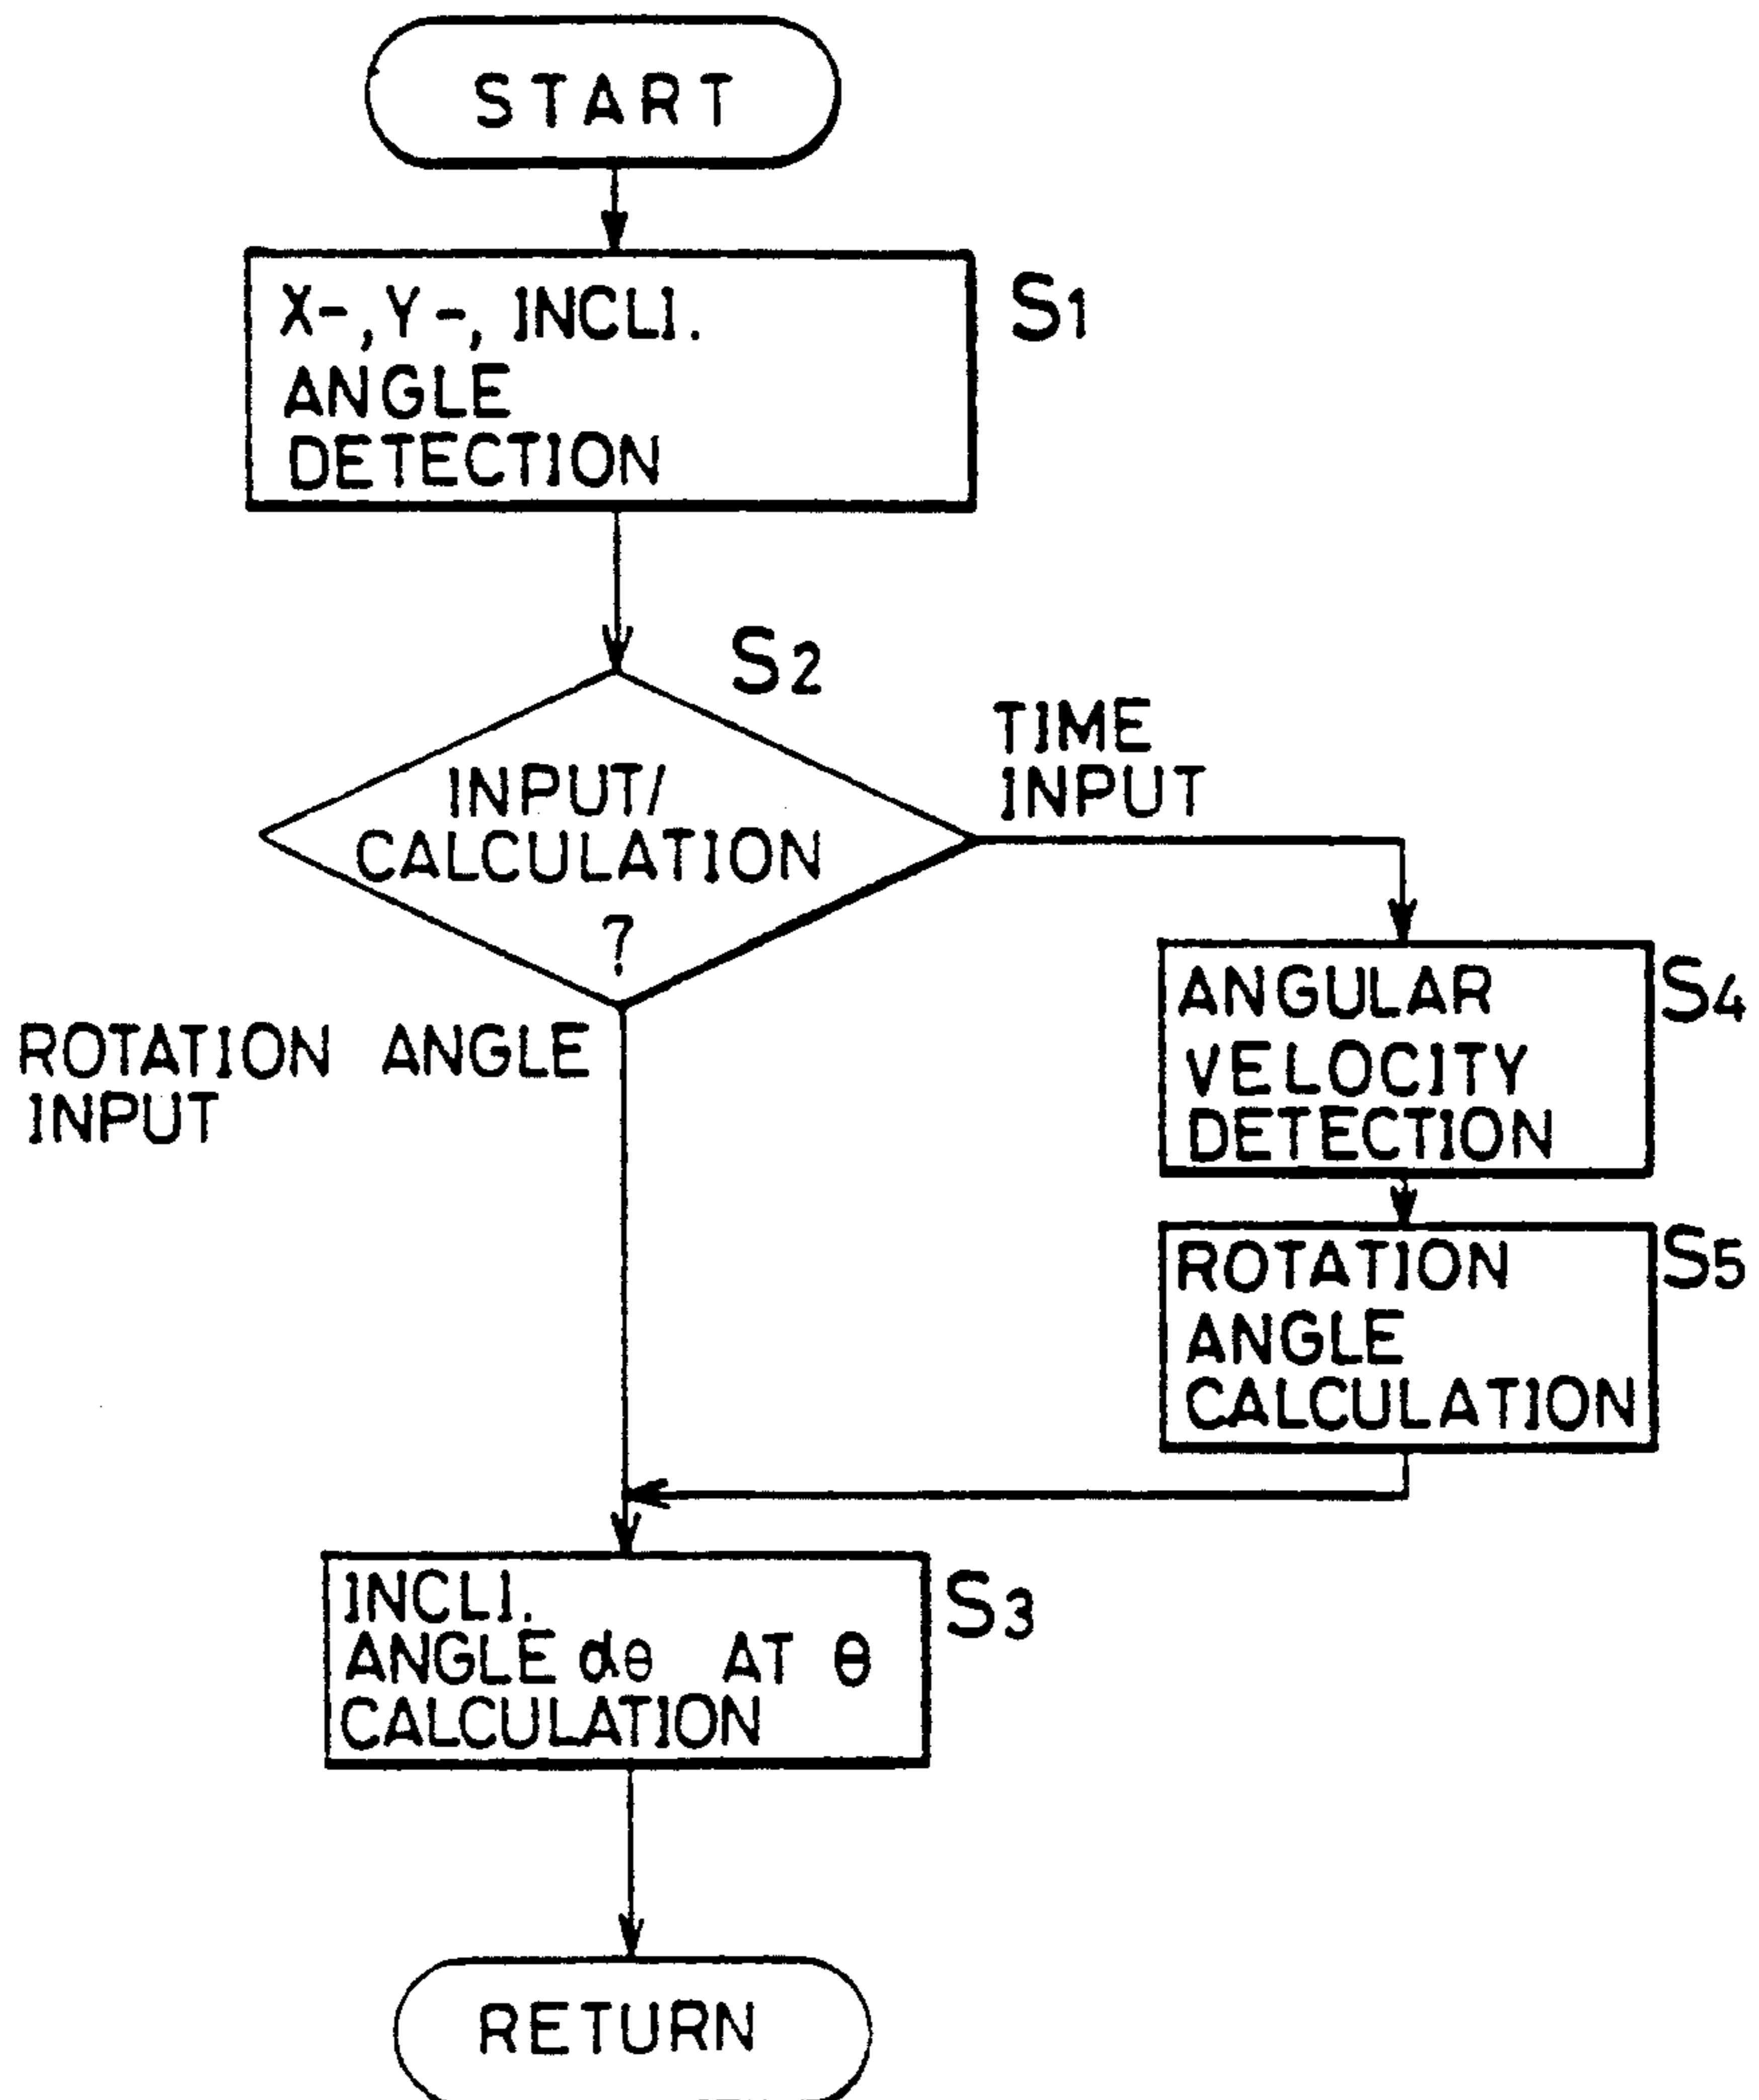 START
X-, Y-, INCLI.
ANGLE
DETECTION
S1
S2
INPUT/
CALCULATION
?
TIME
INPUT
ROTATION ANGLE
INPUT
ANGULAR
VELOCITY
DETECTION
S4
ROTATION
ANGLE
CALCULATION
S5
INCLI.
ANGLE αθ AT θ
CALCULATION
S3
RETURN